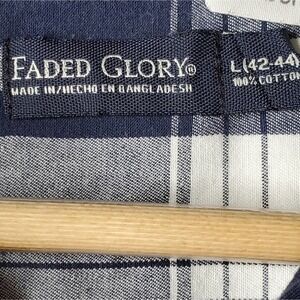 FADED GLORY®
MADE IN/HECHO EN BANGLADESH
L(42-44)
100% COTTON